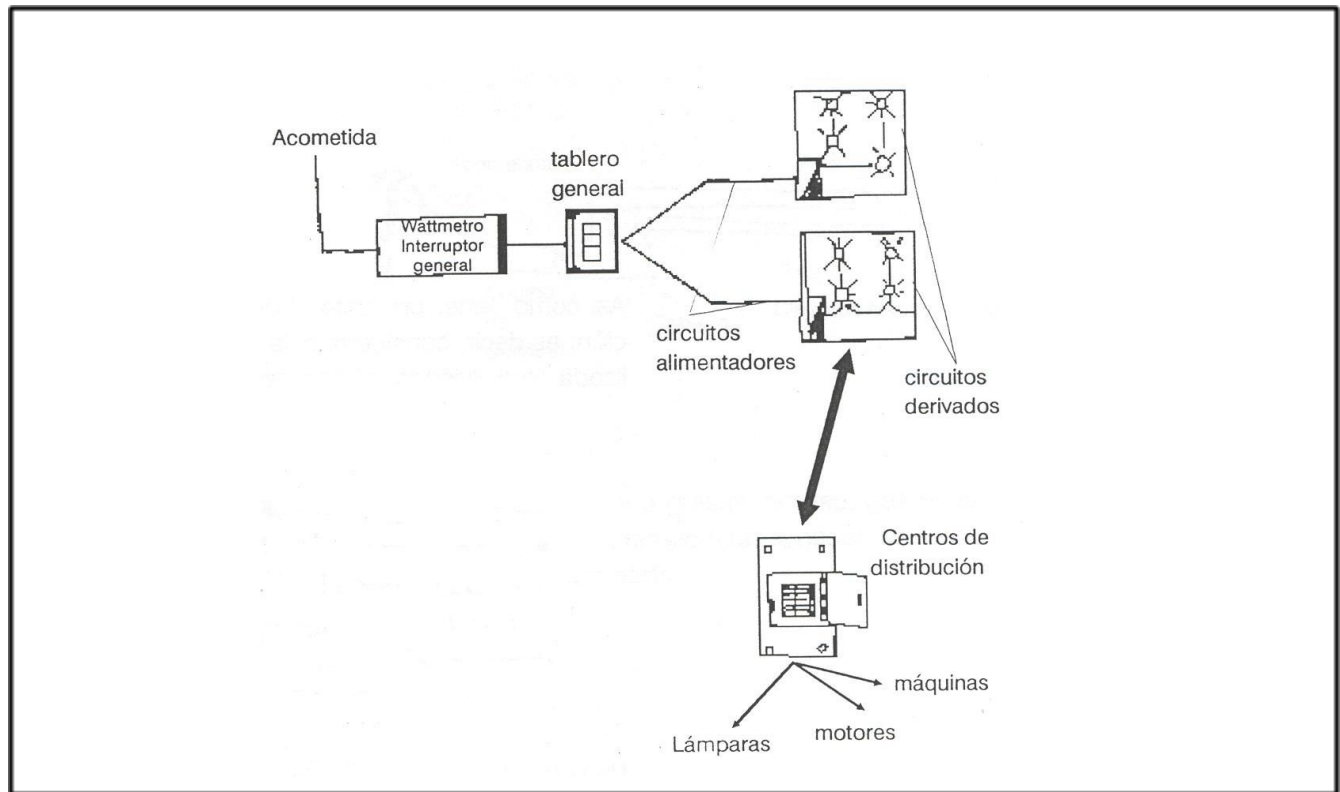 Acometida
tablero
general
Wattmetro
Interruptor
general
circuitos
alimentadores
circuitos
derivados
Centros de
distribución
máquinas
motores
Lámparas